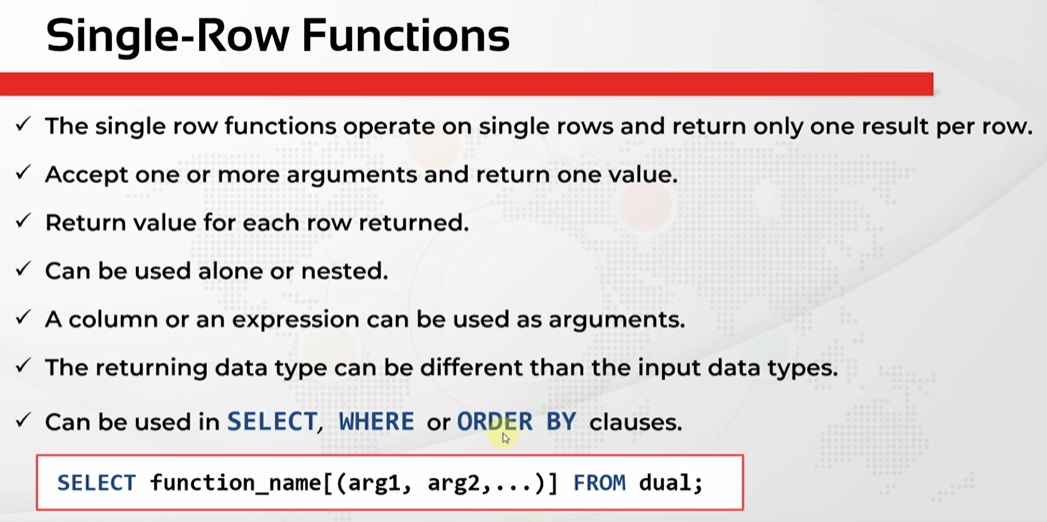 Single-Row Functions
✓ The single row functions operate on single rows and return only one result per row.
✓ Accept one or more arguments and return one value.
✓ Return value for each row returned.
✓ Can be used alone or nested.
✓ A column or an expression can be used as arguments.
✓ The returning data type can be different than the input data types.
✓ Can be used in SELECT, WHERE or ORDER BY clauses.
SELECT function_name[(arg1, arg2,...)] FROM dual;